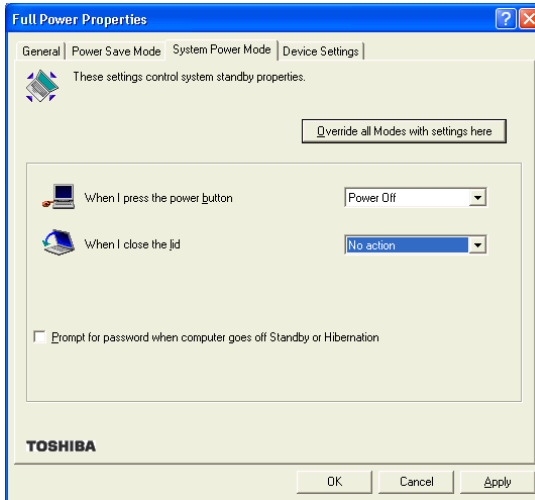 Full Power Properties
General Power Save Mode System Power Mode Device Settings
These settings control system standby properties.
Override all Modes with settings here
When I press the power button Power Off
When I close the lid No action
Prompt for password when computer goes off Standby or Hibernation
TOSHIBA
OK Cancel Apply